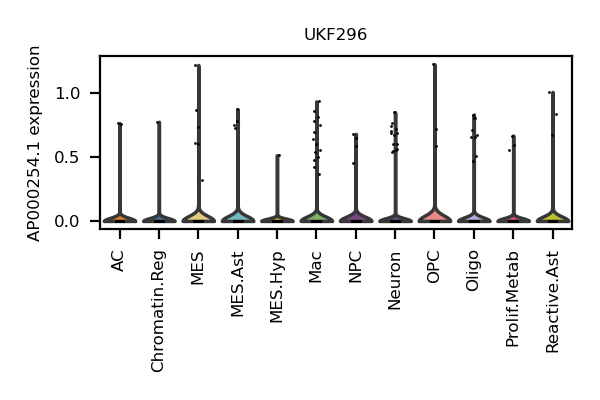 UKF296
AP000254.1 expression
1.0
0.5
0.0
AC
Chromatin.Reg
MES
MES.Ast
MES.Hyp
Mac
NPC
Neuron
OPC
Oligo
Prolif.Metab
Reactive.Ast